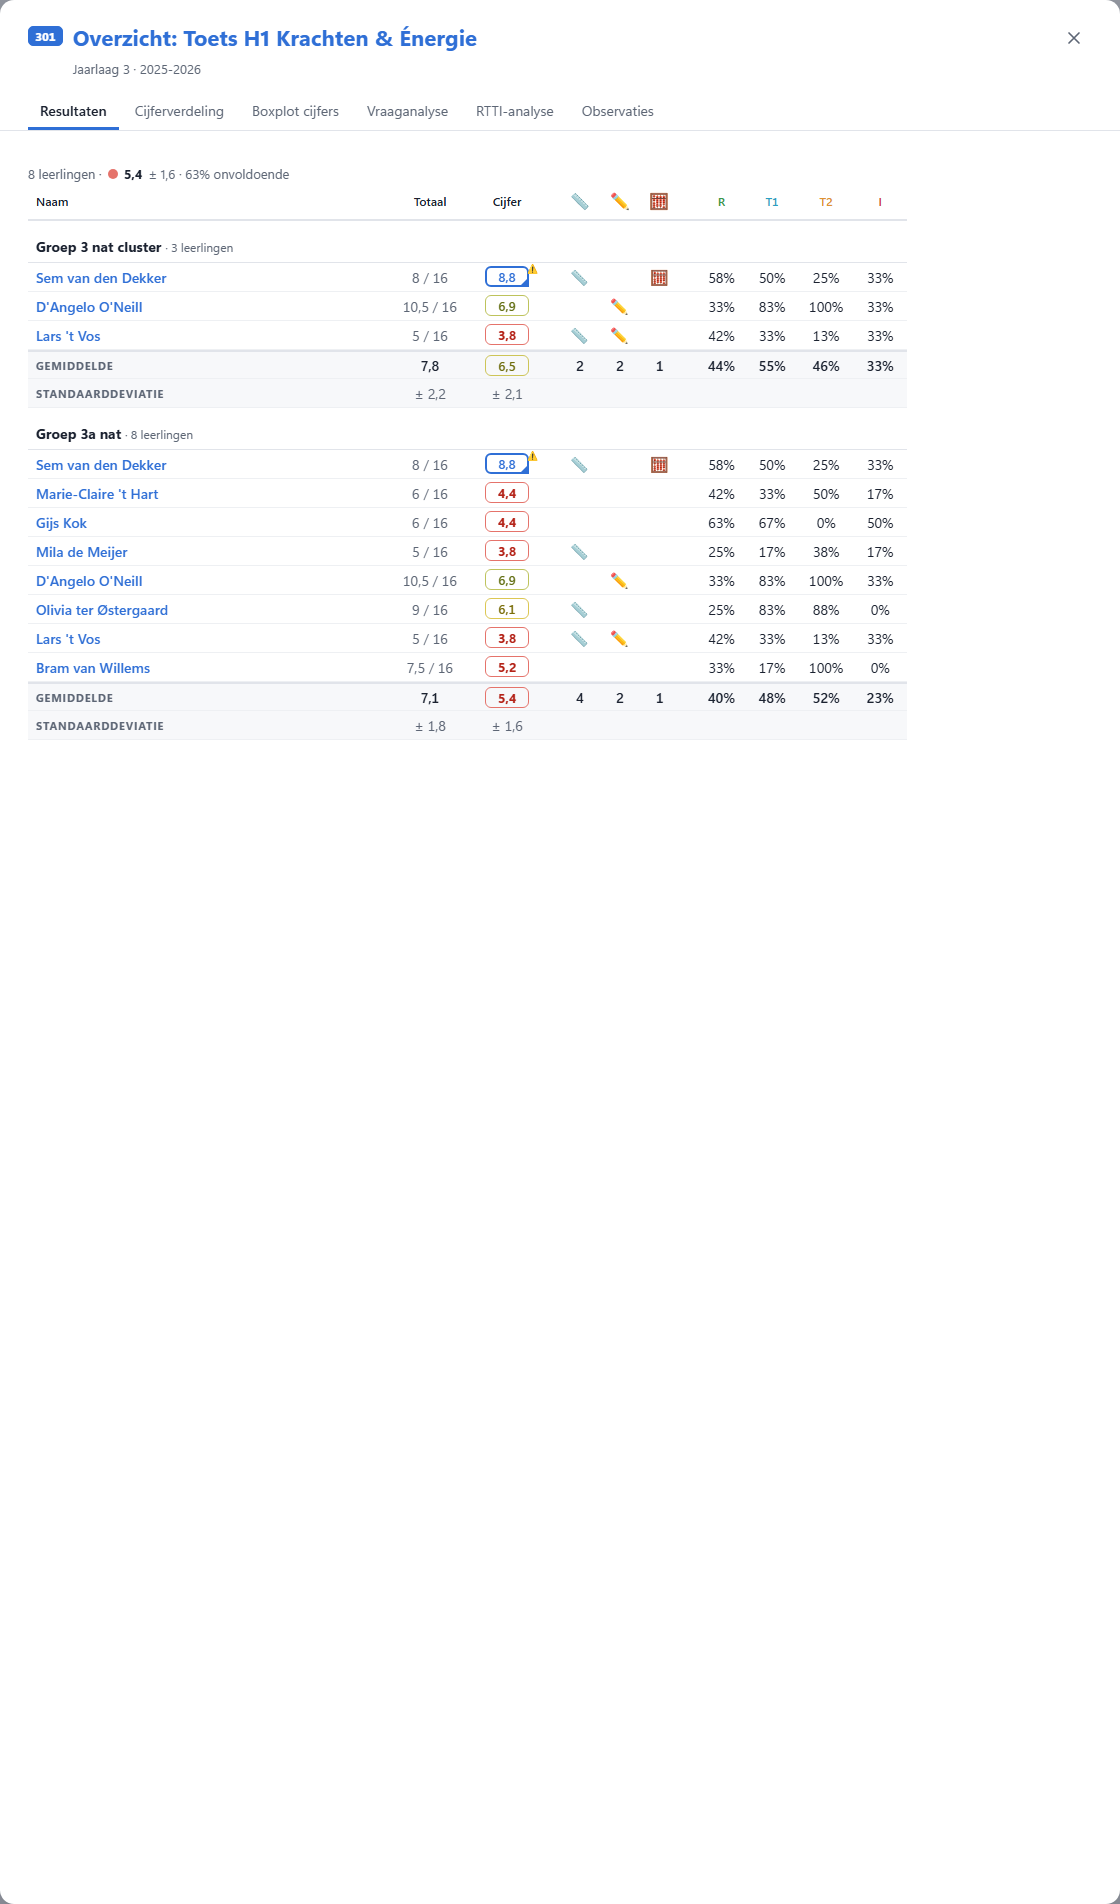 301 Overzicht: Toets H1 Krachten & Énergie
Jaarlaag 3 · 2025-2026
Resultaten Cijferverdeling Boxplot cijfers Vraaganalyse RTTI-analyse Observaties
8 leerlingen · 5,4 ± 1,6 · 63% onvoldoende
Naam Totaal Cijfer R T1 T2 I
Groep 3 nat cluster · 3 leerlingen
Sem van den Dekker 8 / 16 8,8 58% 50% 25% 33%
D'Angelo O'Neill 10,5 / 16 6,9 33% 83% 100% 33%
Lars 't Vos 5 / 16 3,8 42% 33% 13% 33%
GEMIDDELDE 7,8 6,5 2 2 1 44% 55% 46% 33%
STANDAARDDEVIATIE ± 2,2 ± 2,1
Groep 3a nat · 8 leerlingen
Sem van den Dekker 8 / 16 8,8 58% 50% 25% 33%
Marie-Claire 't Hart 6 / 16 4,4 42% 33% 50% 17%
Gijs Kok 6 / 16 4,4 63% 67% 0% 50%
Mila de Meijer 5 / 16 3,8 25% 17% 38% 17%
D'Angelo O'Neill 10,5 / 16 6,9 33% 83% 100% 33%
Olivia ter Østergaard 9 / 16 6,1 25% 83% 88% 0%
Lars 't Vos 5 / 16 3,8 42% 33% 13% 33%
Bram van Willems 7,5 / 16 5,2 33% 17% 100% 0%
GEMIDDELDE 7,1 5,4 4 2 1 40% 48% 52% 23%
STANDAARDDEVIATIE ± 1,8 ± 1,6